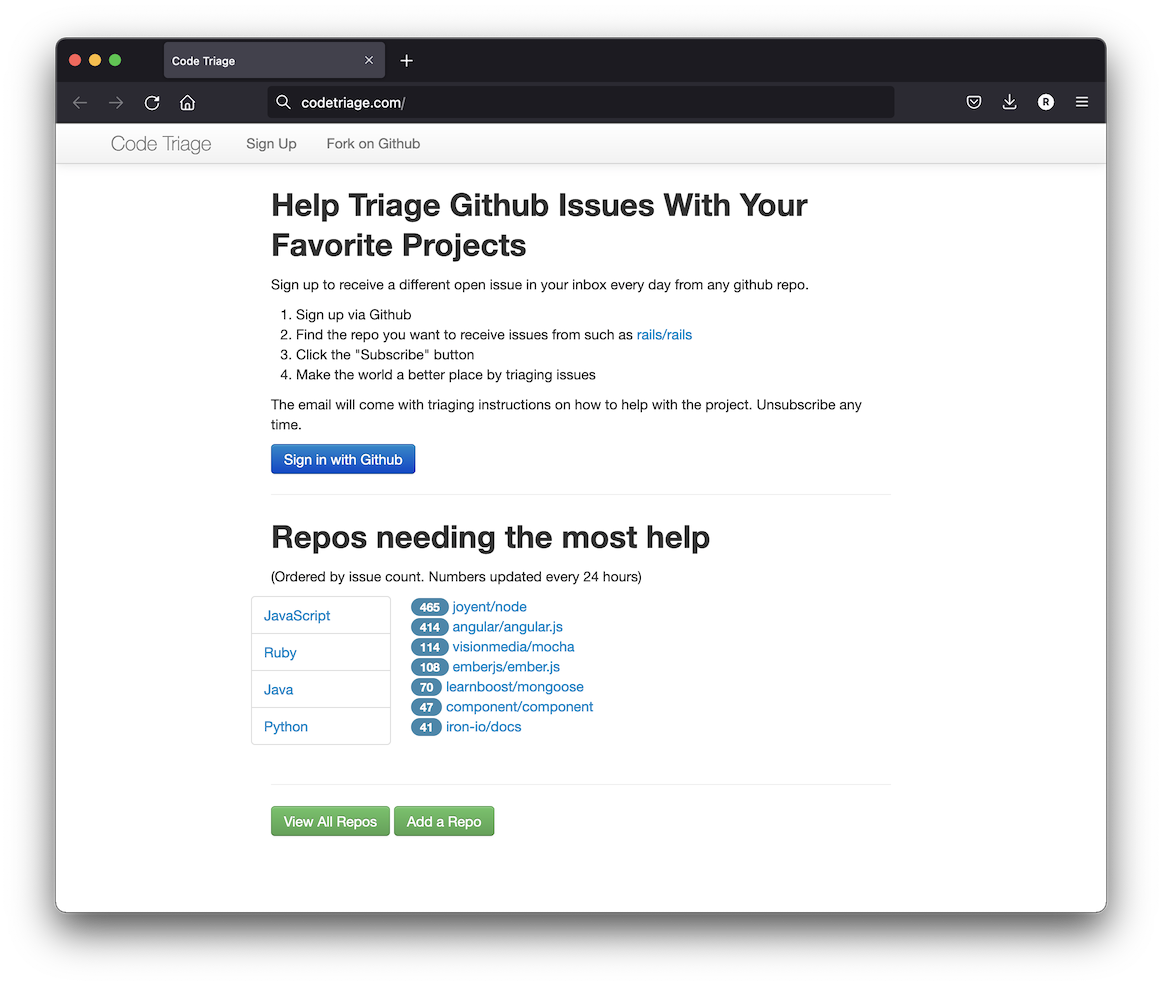 Code Triage
codetriage.com/
R
Code Triage Sign Up Fork on Github
Help Triage Github Issues With Your
Favorite Projects
Sign up to receive a different open issue in your inbox every day from any github repo.
1. Sign up via Github
2. Find the repo you want to receive issues from such as rails/rails
3. Click the "Subscribe" button
4. Make the world a better place by triaging issues
The email will come with triaging instructions on how to help with the project. Unsubscribe any
time.
Sign in with Github
Repos needing the most help
(Ordered by issue count. Numbers updated every 24 hours)
JavaScript
Ruby
Java
Python
465 joyent/node
414 angular/angular.js
114 visionmedia/mocha
108 emberjs/ember.js
70 learnboost/mongoose
47 component/component
41 iron-io/docs
View All Repos Add a Repo